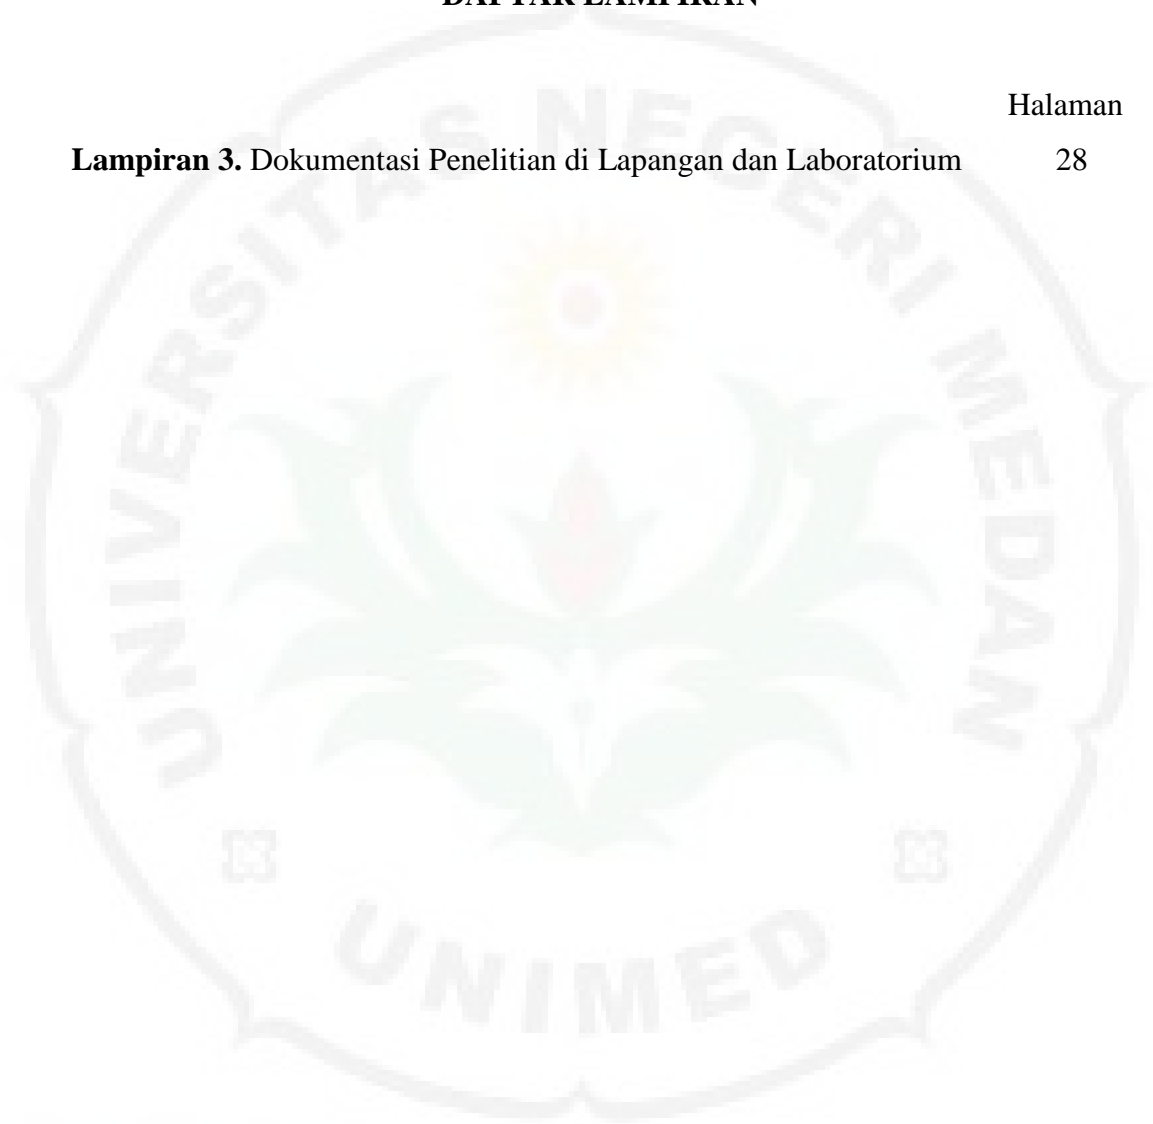 DAFTAR LAMPIRAN
Halaman
Lampiran 3. Dokumentasi Penelitian di Lapangan dan Laboratorium 28
UNIVERSITAS NEGERI MEDAN
UNIMED